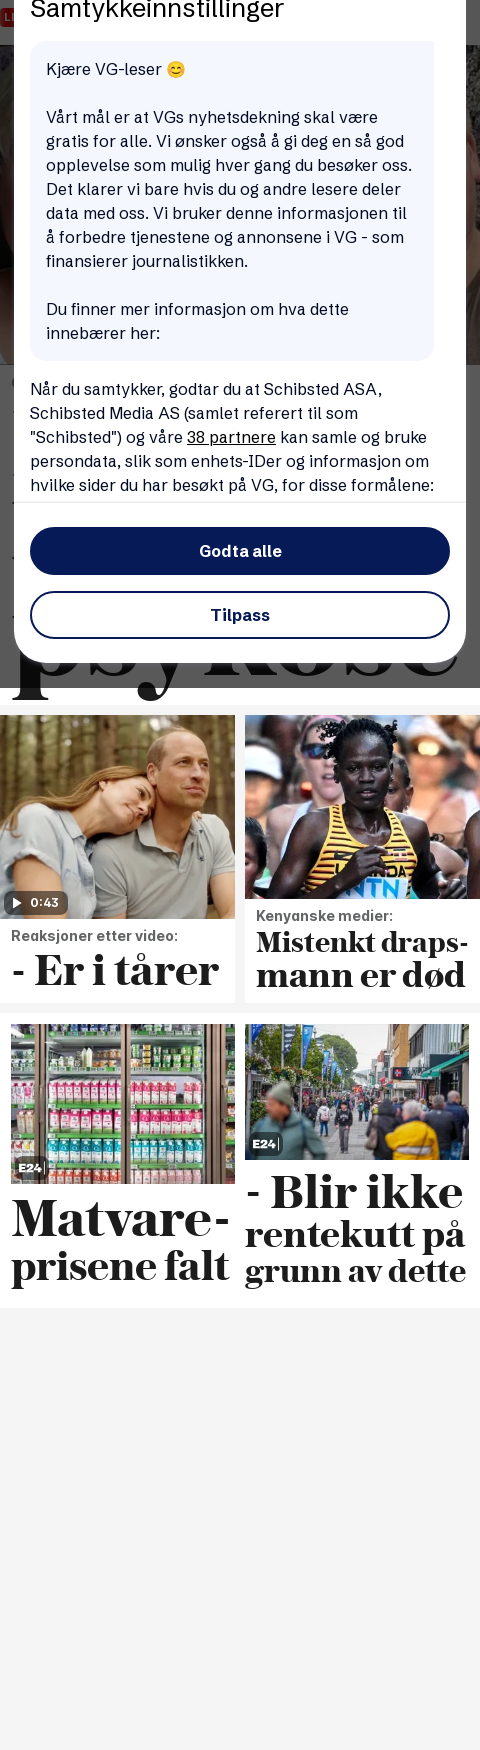 Samtykkeinnstillinger
Kjære VG-leser 😊
Vårt mål er at VGs nyhetsdekning skal være
gratis for alle. Vi ønsker også å gi deg en så god
opplevelse som mulig hver gang du besøker oss.
Det klarer vi bare hvis du og andre lesere deler
data med oss. Vi bruker denne informasjonen til
å forbedre tjenestene og annonsene i VG - som
finansierer journalistikken.
Du finner mer informasjon om hva dette
innebærer her:
Når du samtykker, godtar du at Schibsted ASA,
Schibsted Media AS (samlet referert til som
"Schibsted") og våre 38 partnere kan samle og bruke
persondata, slik som enhets-IDer og informasjon om
hvilke sider du har besøkt på VG, for disse formålene:
Godta alle
Tilpass
psykose
0:43
Reaksjoner etter video:
- Er i tårer
UGANDA
MTN
Kenyanske medier:
Mistenkt draps-
mann er død
E24
Matvare-
prisene falt
E24
- Blir ikke
rentekutt på
grunn av dette